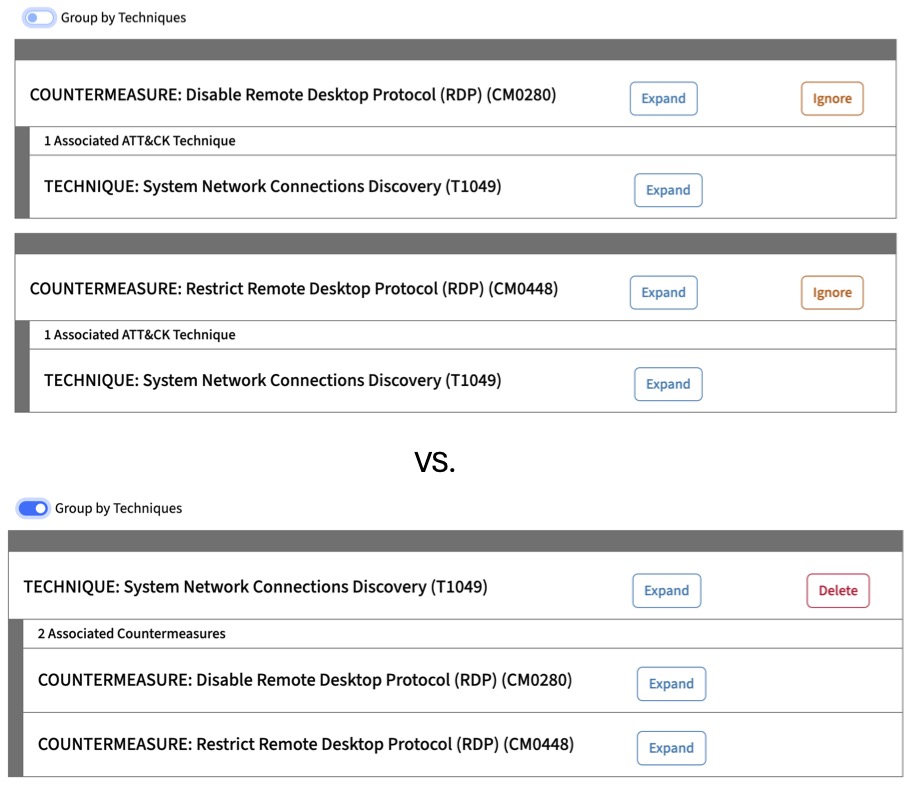 Group by Techniques
COUNTERMEASURE: Disable Remote Desktop Protocol (RDP) (CM0280) Expand Ignore
1 Associated ATT&CK Technique
TECHNIQUE: System Network Connections Discovery (T1049) Expand
COUNTERMEASURE: Restrict Remote Desktop Protocol (RDP) (CM0448) Expand Ignore
1 Associated ATT&CK Technique
TECHNIQUE: System Network Connections Discovery (T1049) Expand
VS.
Group by Techniques
TECHNIQUE: System Network Connections Discovery (T1049) Expand Delete
2 Associated Countermeasures
COUNTERMEASURE: Disable Remote Desktop Protocol (RDP) (CM0280) Expand
COUNTERMEASURE: Restrict Remote Desktop Protocol (RDP) (CM0448) Expand